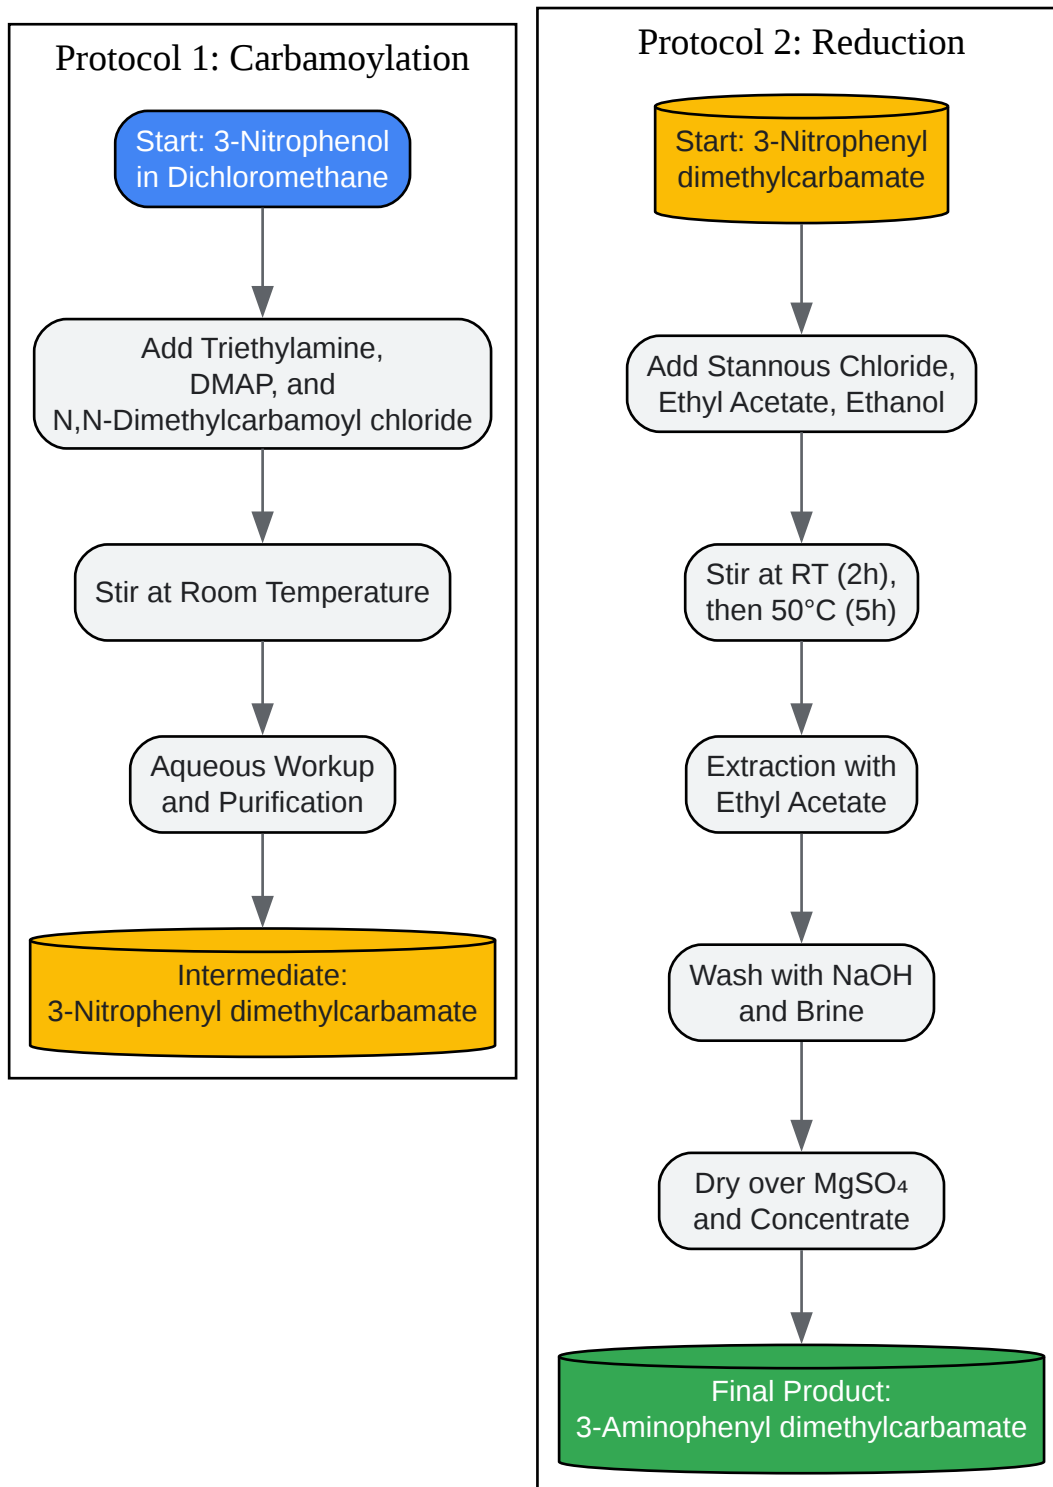 Protocol 1: Carbamoylation
Start: 3-Nitrophenol
in Dichloromethane
Add Triethylamine,
DMAP, and
N,N-Dimethylcarbamoyl chloride
Stir at Room Temperature
Aqueous Workup
and Purification
Intermediate:
3-Nitrophenyl dimethylcarbamate
Protocol 2: Reduction
Start: 3-Nitrophenyl
dimethylcarbamate
Add Stannous Chloride,
Ethyl Acetate, Ethanol
Stir at RT (2h),
then 50°C (5h)
Extraction with
Ethyl Acetate
Wash with NaOH
and Brine
Dry over MgSO₄
and Concentrate
Final Product:
3-Aminophenyl dimethylcarbamate